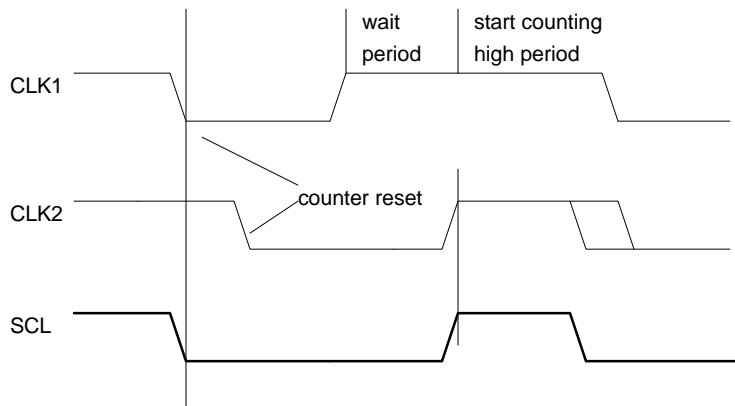 wait
period
start counting
high period
CLK1
counter reset
CLK2
SCL